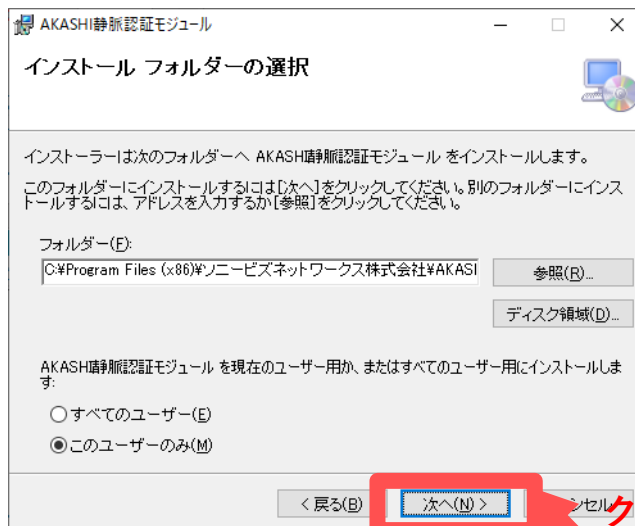 AKASHI静脈認証モジュール
インストール フォルダーの選択
インストーラーは次のフォルダーへ AKASHI静脈認証モジュール をインストールします。
このフォルダーにインストールするには[次へ]をクリックしてください。別のフォルダーにインス
トールするには、アドレスを入力するか[参照]をクリックしてください。
フォルダー(F):
C:¥Program Files (x86)¥ソニービズネットワークス株式会社¥AKASI
参照(R)...
ディスク領域(D)...
AKASHI静脈認証モジュール を現在のユーザー用か、またはすべてのユーザー用にインストールしま
す:
すべてのユーザー(E)
このユーザーのみ(M)
< 戻る(B)
次へ(N) >
ンセル
ク